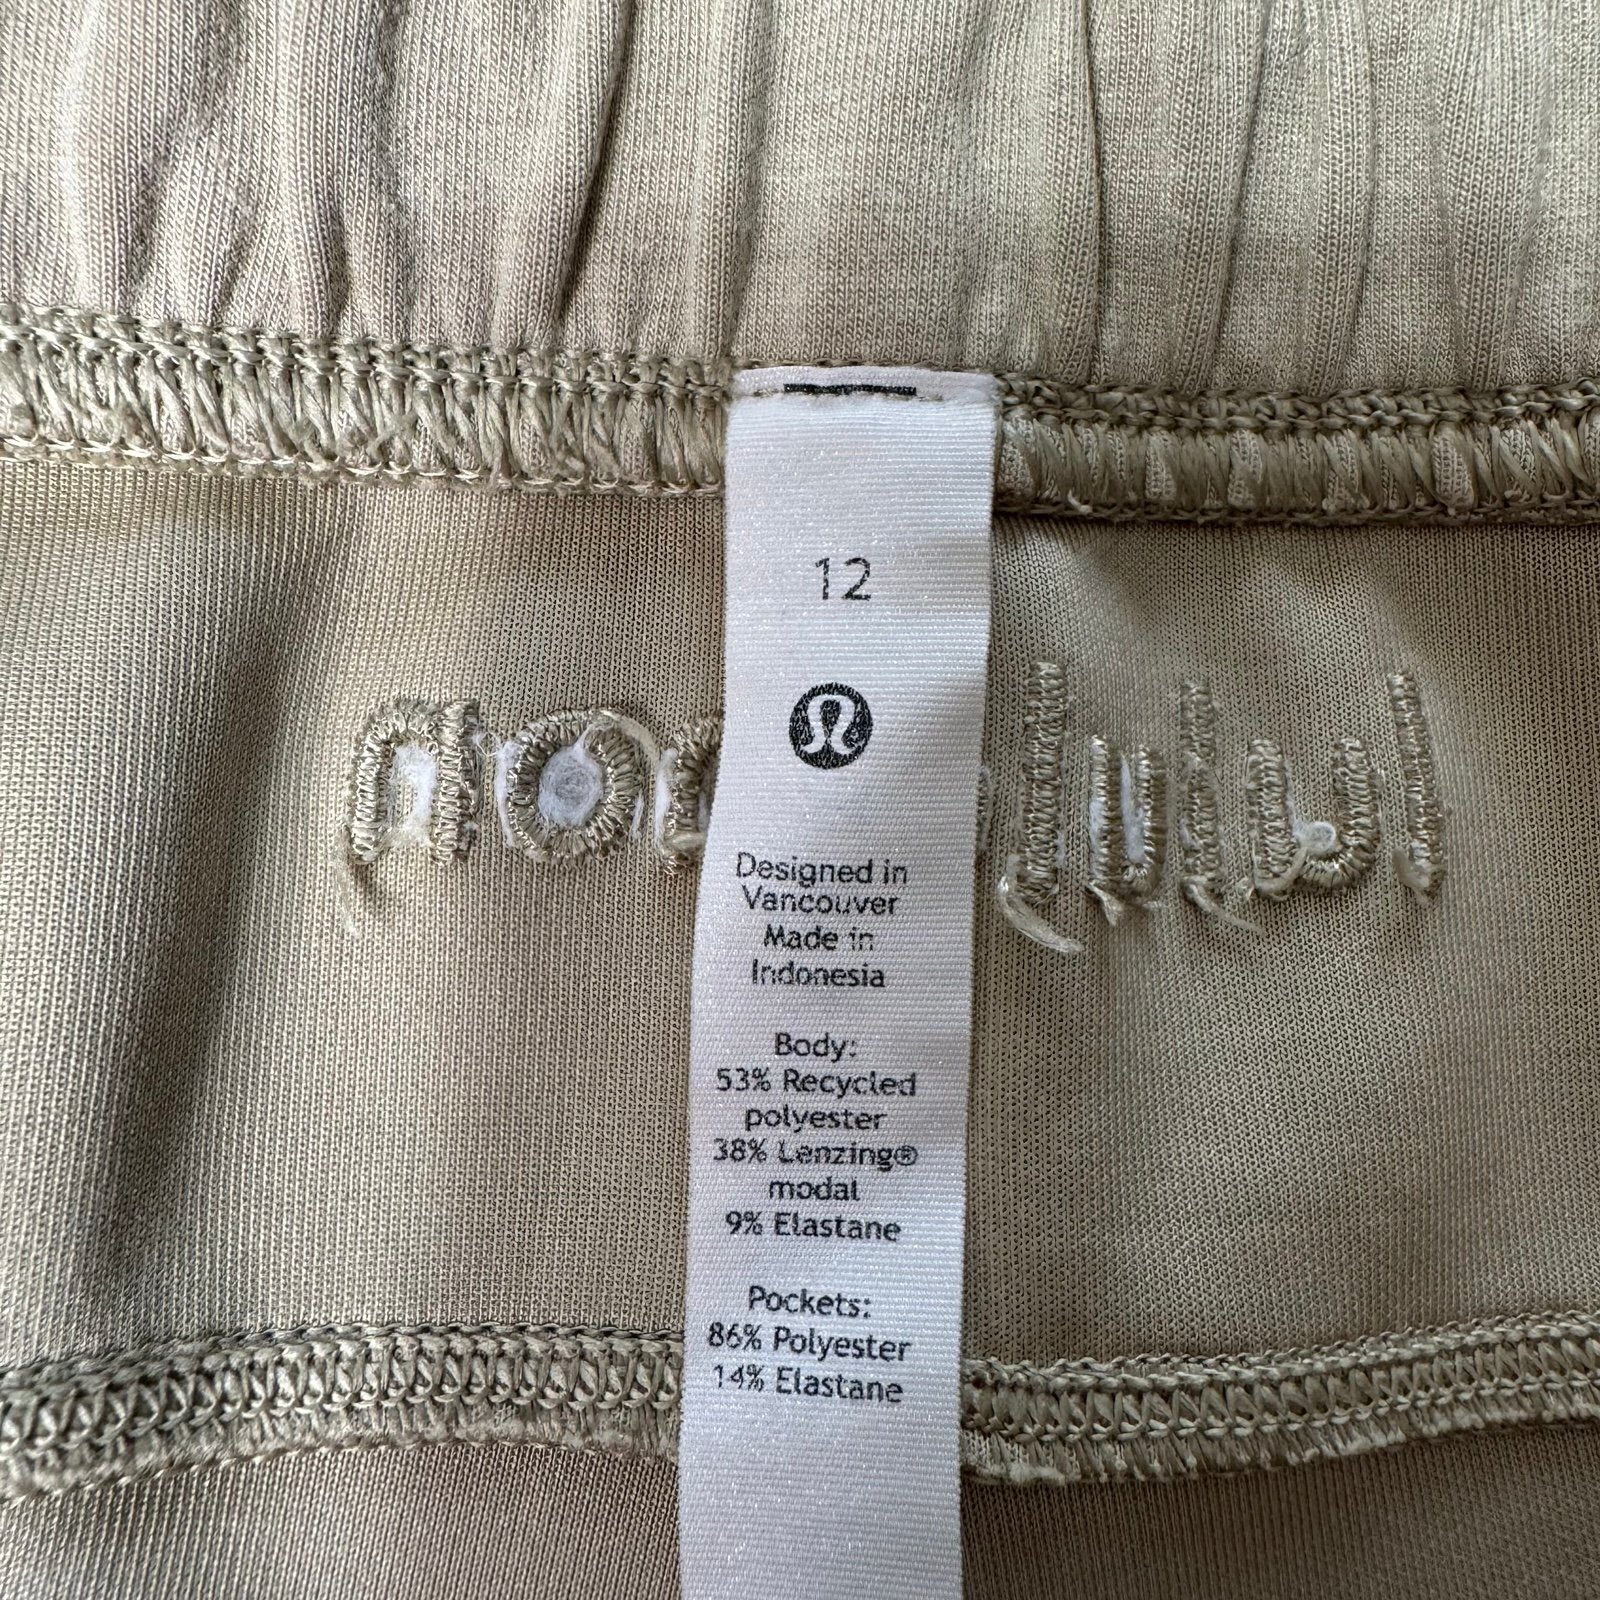 12
Designed in
Vancouver
Made in
Indonesia
Body:
53% Recycled
polyester
38% Lenzing®
modal
9% Elastane
Pockets:
86% Polyester
14% Elastane